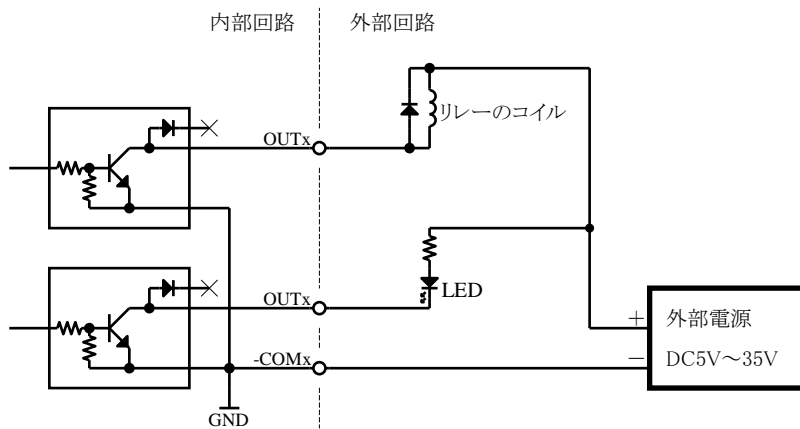 内部回路
外部回路
リレーのコイル
OUTx
LED
OUTx
+
外部電源
-COMx
−
DC5V～35V
GND